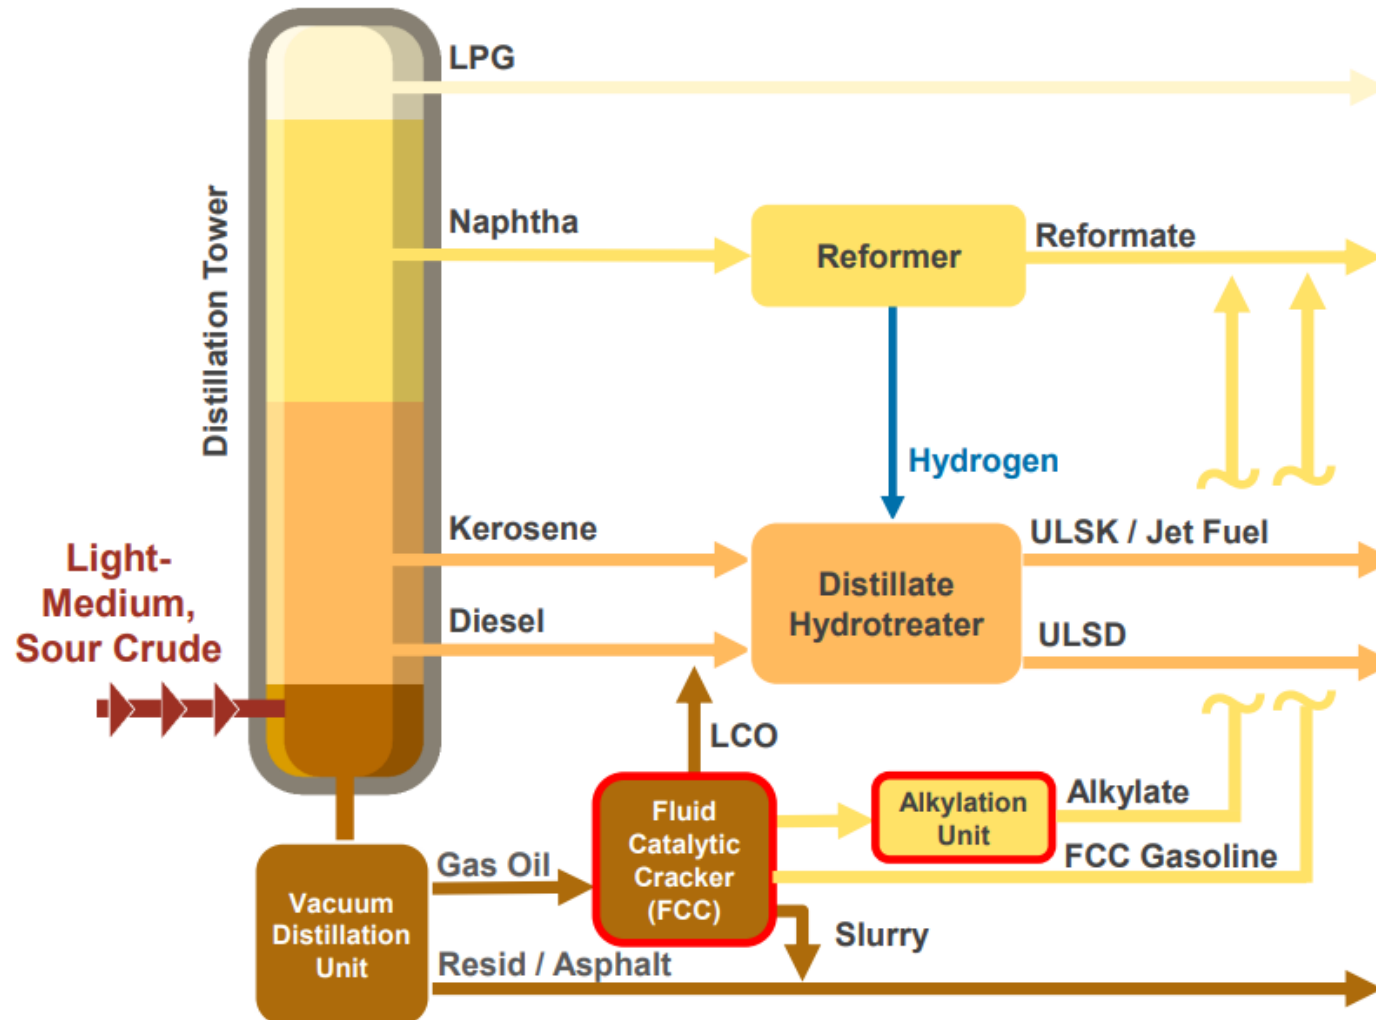 LPG
Naphtha
Reformer
Reformate
Distillation Tower
Hydrogen
Kerosene
ULSK / Jet Fuel
Light-
Medium,
Sour Crude
Distillate
Hydrotreater
Diesel
ULSD
LCO
Fluid
Catalytic
Cracker
(FCC)
Alkylation
Unit
Alkylate
FCC Gasoline
Gas Oil
Vacuum
Distillation
Unit
Slurry
Resid / Asphalt